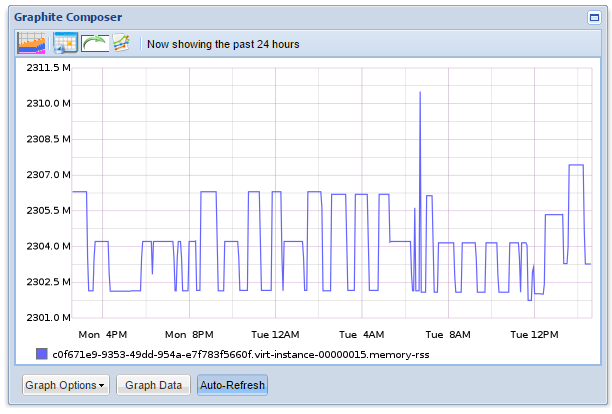 Graphite Composer
Now showing the past 24 hours
2311.5 M
2310.0 M
2308.5 M
2307.0 M
2305.5 M
2304.0 M
2302.5 M
2301.0 M
Mon 4PM Mon 8PM Tue 12AM Tue 4AM Tue 8AM Tue 12PM
c0f671e9-9353-49dd-954a-e7f783f5660f.virt-instance-00000015.memory-rss
Graph Options Graph Data Auto-Refresh